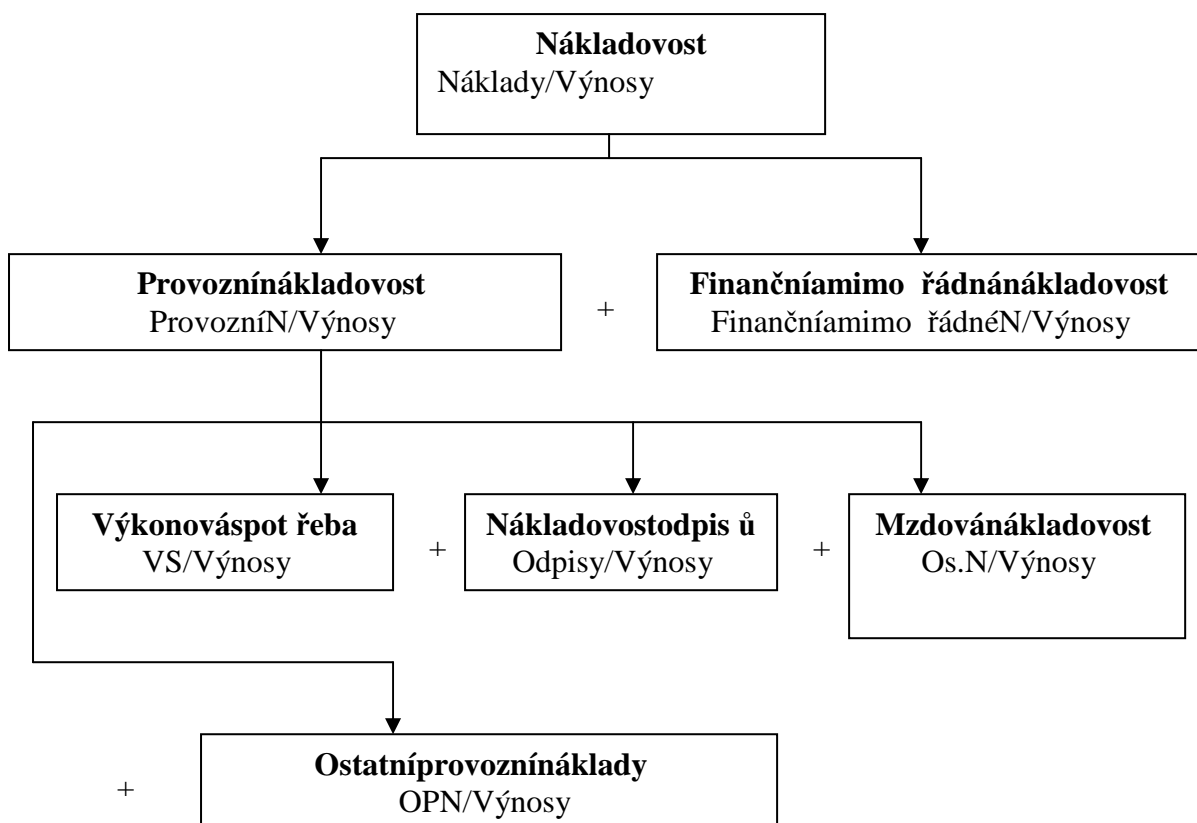 Nákladovost
Náklady/Výnosy
Provoznínákladovost
ProvozníN/Výnosy
+
Finančníamimo řádnánákladovost
Finančníamimo řádnéN/Výnosy
Výkonováspot řeba
VS/Výnosy
+
Nákladovostodpis ů
Odpisy/Výnosy
+
Mzdovánákladovost
Os.N/Výnosy
+
Ostatníprovoznínáklady
OPN/Výnosy